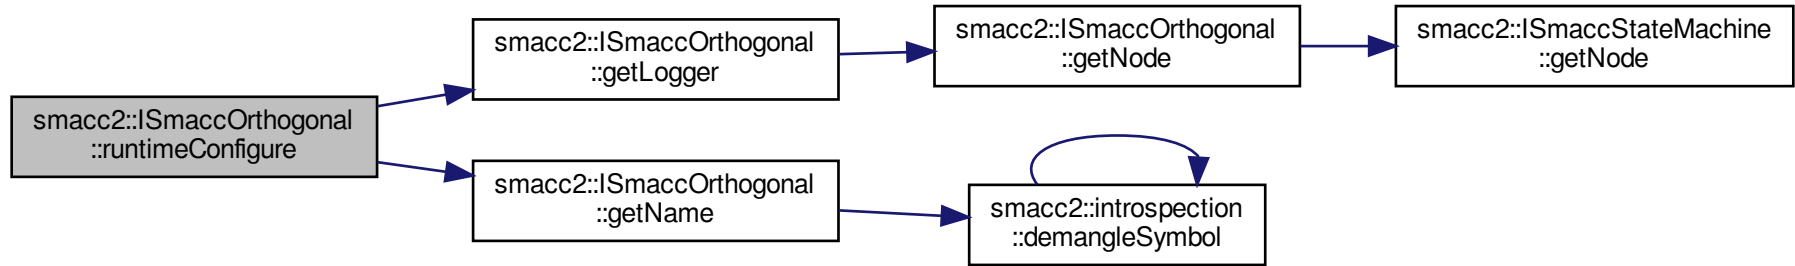 smacc2::ISmaccOrthogonal
::runtimeConfigure
smacc2::ISmaccOrthogonal
::getLogger
smacc2::ISmaccOrthogonal
::getNode
smacc2::ISmaccStateMachine
::getNode
smacc2::ISmaccOrthogonal
::getName
smacc2::introspection
::demangleSymbol